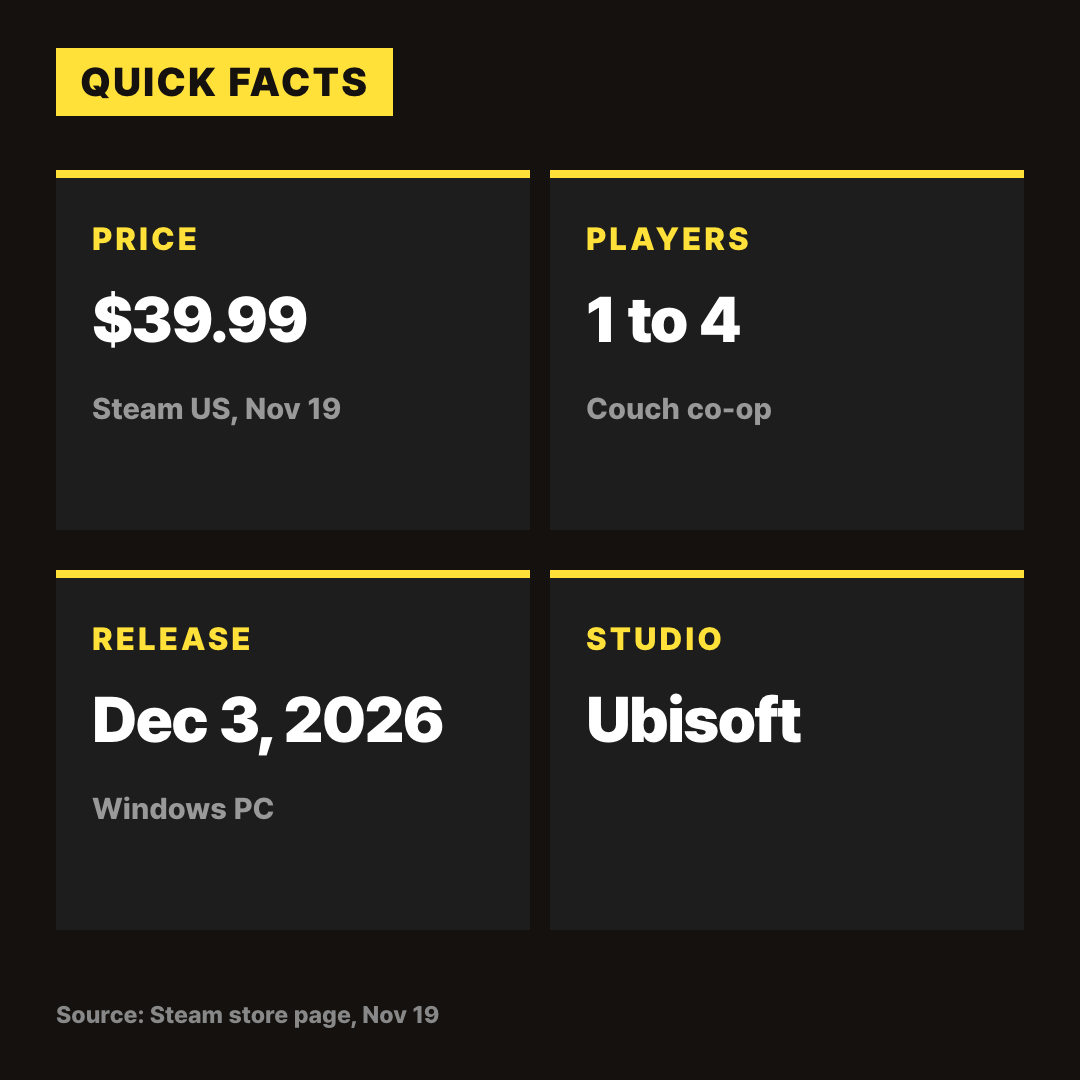 QUICK FACTS
PRICE
$39.99
Steam US, Nov 19
PLAYERS
1 to 4
Couch co-op
RELEASE
Dec 3, 2026
Windows PC
STUDIO
Ubisoft
Source: Steam store page, Nov 19